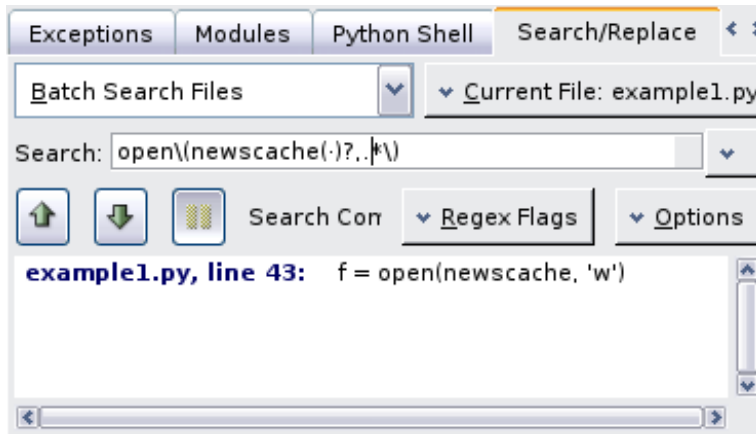 Exceptions Modules Python Shell Search/Replace
Batch Search Files Current File: example1.py
Search: open\(newscache(·)?,.*\)
Search Com Regex Flags Options
example1.py, line 43: f = open(newscache, 'w')